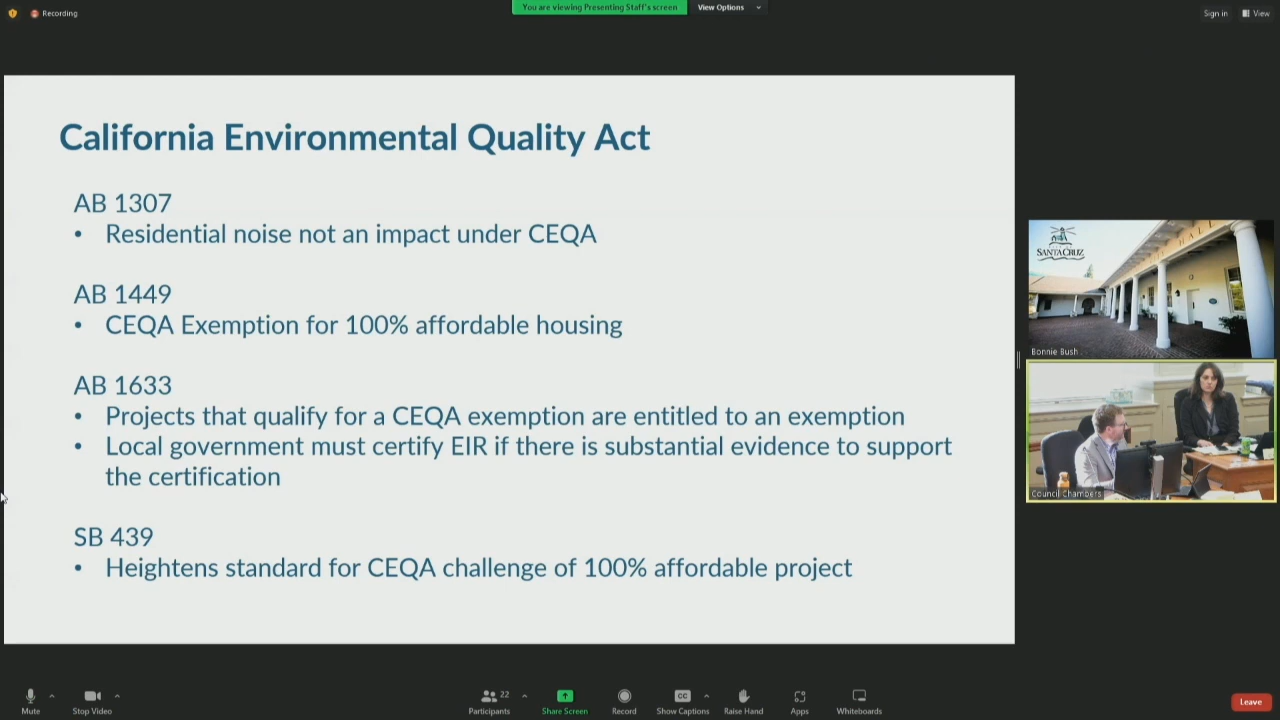 Recording
You are viewing Presenting Staff's screen
View Options
Sign in
View
California Environmental Quality Act
AB 1307
• Residential noise not an impact under CEQA
AB 1449
• CEQA Exemption for 100% affordable housing
AB 1633
• Projects that qualify for a CEQA exemption are entitled to an exemption
• Local government must certify EIR if there is substantial evidence to support
the certification
SB 439
• Heightens standard for CEQA challenge of 100% affordable project
SANTA CRUZ
HALL
Bonnie Bush
Council Chambers
Mute
Stop Video
22
Participants
Share Screen
Record
CC
Show Captions
Raise Hand
Apps
Whiteboards
Leave